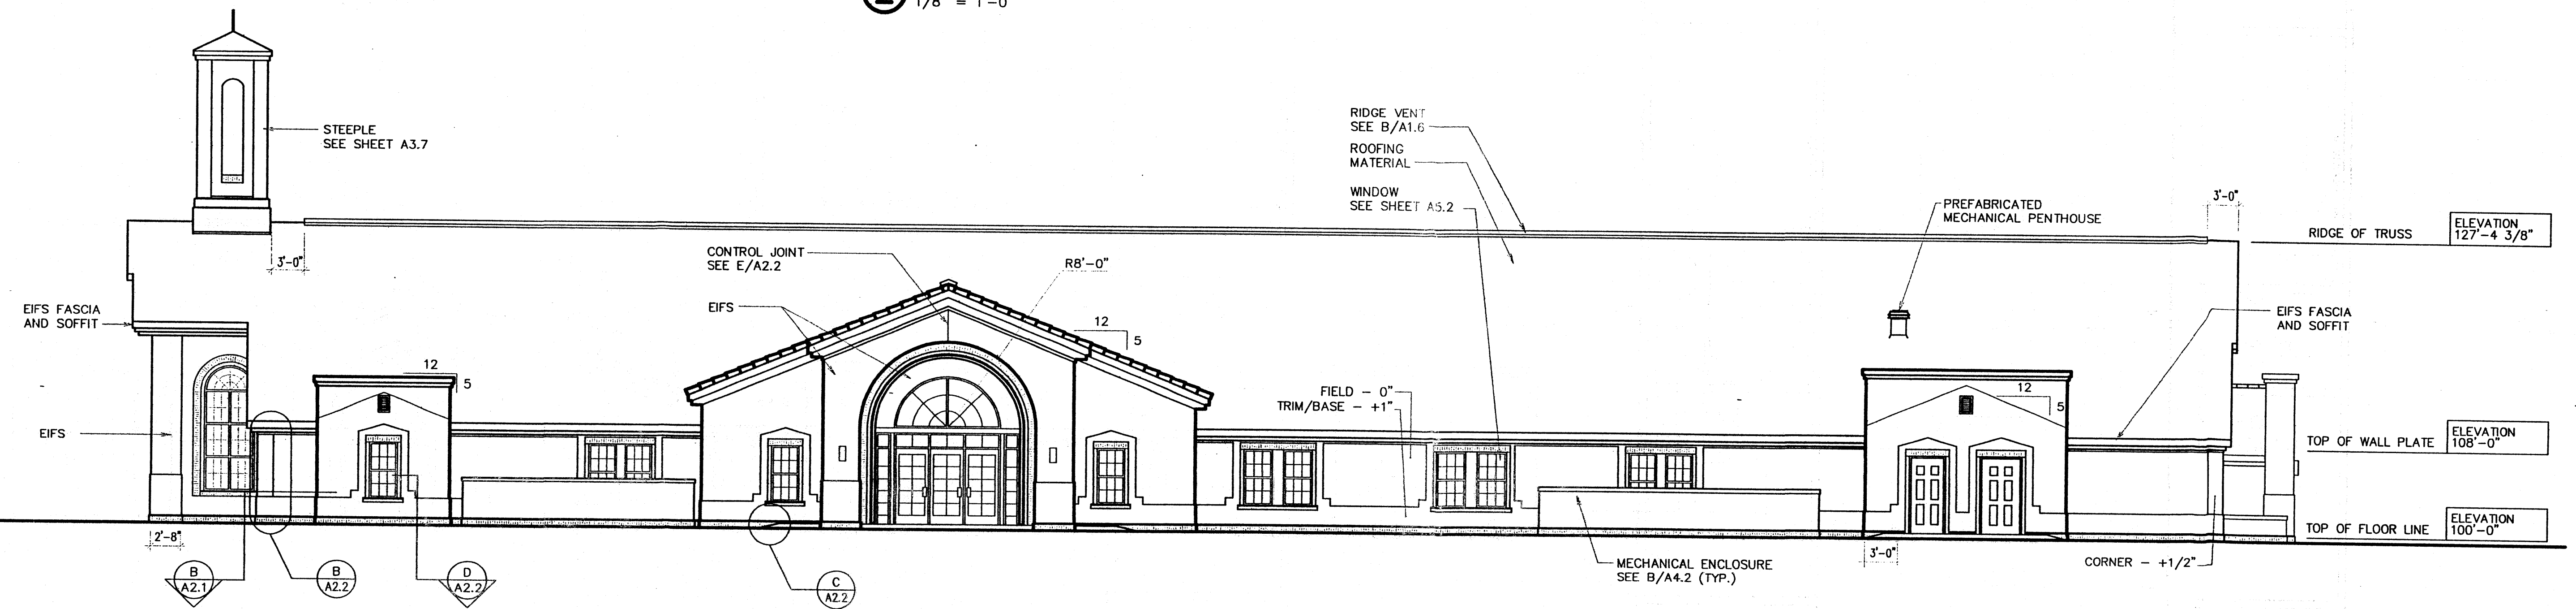 1/8" = 1'-0"
STEEPLE
SEE SHEET A3.7
RIDGE VENT
SEE B/A1.6
ROOFING
MATERIAL
WINDOW
SEE SHEET A5.2
PREFABRICATED
MECHANICAL PENTHOUSE
3'-0"
RIDGE OF TRUSS
ELEVATION
127'-4 3/8"
3'-0"
CONTROL JOINT
SEE E/A2.2
R8'-0"
EIFS
EIFS FASCIA
AND SOFFIT
12
5
EIFS FASCIA
AND SOFFIT
12
5
FIELD - 0"
TRIM/BASE - +1"
12
5
EIFS
TOP OF WALL PLATE
ELEVATION
108'-0"
2'-8"
TOP OF FLOOR LINE
ELEVATION
100'-0"
3'-0"
CORNER - +1/2"
MECHANICAL ENCLOSURE
SEE B/A4.2 (TYP.)
B
A2.1
B
A2.2
D
A2.2
C
A2.2